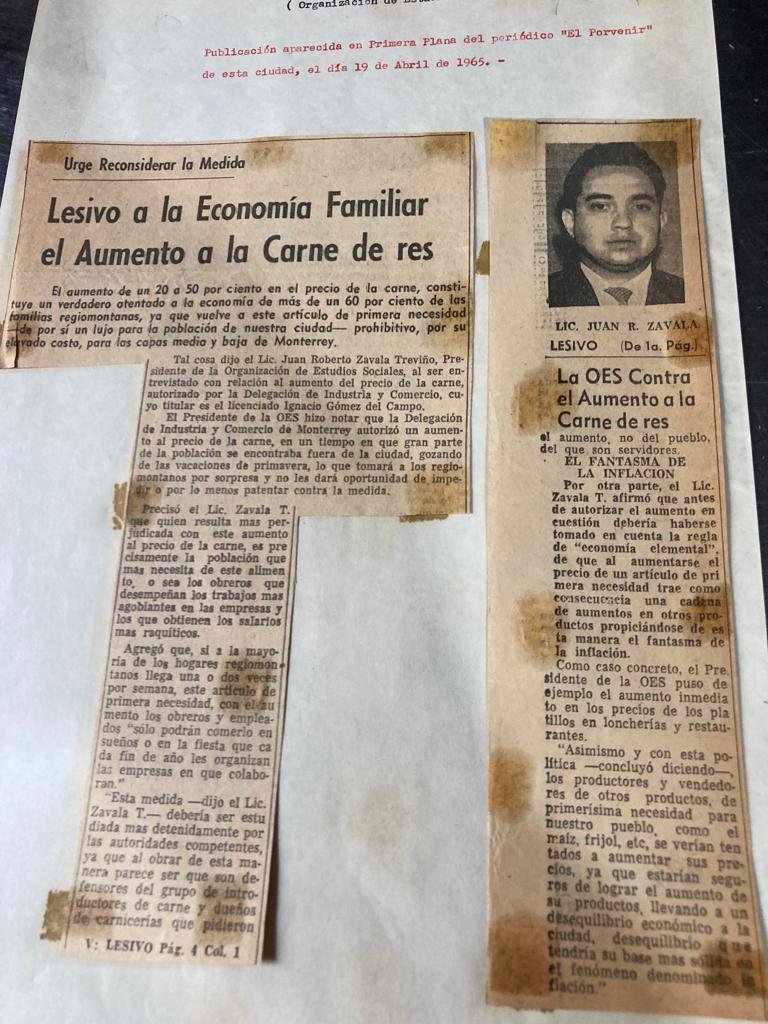 ( Organización de
Publicación aparecida en Primera Plana del periódico "El Porvenir"
de esta ciudad, el día 19 de Abril de 1965. -
Urge Reconsiderar la Medida
Lesivo a la Economía Familiar
el Aumento a la Carne de res
El aumento de un 20 a 50 por ciento en el precio de la carne, consti-
tuye un verdadero atentado a la economía de más de un 60 por ciento de las
familias regiomontanas, ya que vuelve a este artículo de primera necesidad
—de por sí un lujo para la población de nuestra ciudad— prohibitivo, por su
elevado costo, para las capas media y baja de Monterrey.
Tal cosa dijo el Lic. Juan Roberto Zavala Treviño, Pre-
sidente de la Organización de Estudios Sociales, al ser en-
trevistado con relación al aumento del precio de la carne,
autorizado por la Delegación de Industria y Comercio, cu-
yo titular es el licenciado Ignacio Gómez del Campo.
El Presidente de la OES hizo notar que la Delegación
de Industria y Comercio de Monterrey autorizó un aumen-
to al precio de la carne, en un tiempo en que gran parte
de la población se encontraba fuera de la ciudad, gozando
de las vacaciones de primavera, lo que tomará a los regio-
montanos por sorpresa y no les dará oportunidad de impe-
dir o por lo menos patentar contra la medida.
Precisó el Lic. Zavala T.
que quien resulta mas per-
judicada con este aumento
al precio de la carne, es pre
cisamente la población que
mas necesita de este alimen
to, o sea los obreros que
desempeñan los trabajos mas
agobiantes en las empresas y
los que obtienen los salarios
mas raquíticos.
Agregó que, si a la mayo-
ría de los hogares regiomon-
tanos llega una o dos veces
por semana, este artículo de
primera necesidad, con el au
mento los obreros y emplea-
dos "sólo podrán comerlo en
sueños o en la fiesta que ca
da fin de año les organizan
las empresas en que colabo-
ran."
"Esta medida —dijo el Lic.
Zavala T.— debería ser estu
diada mas detenidamente por
las autoridades competentes,
ya que al obrar de esta ma-
nera parece ser que son de-
fensores del grupo de intro-
ductores de carne y dueños
de carnicerías que pidieron
V: LESIVO Pág. 4 Col. 1
LIC. JUAN R. ZAVALA
LESIVO (De 1a. Pág.)
La OES Contra
el Aumento a la
Carne de res
el aumento, no del pueblo,
del que son servidores.
EL FANTASMA DE
LA INFLACION
Por otra parte, el Lic.
Zavala T. afirmó que antes
de autorizar el aumento en
cuestión debería haberse
tomado en cuenta la regla
de "economía elemental",
de que al aumentarse el
precio de un artículo de pri
mera necesidad trae como
consecuencia una cadena
de aumentos en otros pro-
ductos propiciándose de es
ta manera el fantasma de
la inflación.
Como caso concreto, el Pre
sidente de la OES puso de
ejemplo el aumento inmedia
to en los precios de los pla
tillos en loncherías y restau-
rantes.
"Asimismo y con esta po-
lítica —concluyó diciendo—,
los productores y vendedo-
res de otros productos, de
primerísima necesidad para
nuestro pueblo, como el
maíz, frijol, etc, se verían ten
tados a aumentar sus pre-
cios, ya que estarían segu-
ros de lograr el aumento de
su productos, llevando a un
desequilibrio económico a la
ciudad, desequilibrio que
tendría su base mas sólida en
el fenómeno denominado in
flación."